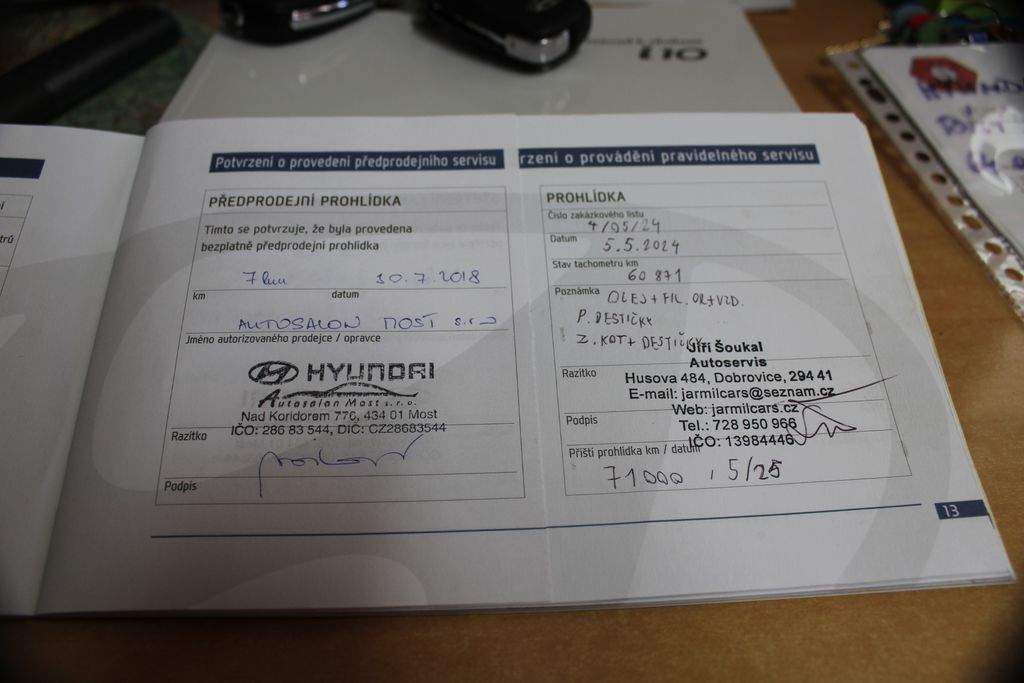 i10
Potvrzení o provedení předprodejního servisu
PŘEDPRODEJNÍ PROHLÍDKA
Tímto se potvrzuje, že byla provedena
bezplatně předprodejní prohlídka
7 km 10.7.2018
km datum
AUTOSALON MOST s.r.o
Jméno autorizovaného prodejce / opravce
HYUNDAI
Autosalon Most s.r.o.
Nad Koridorem 776, 434 01 Most
IČO: 286 83 544, DIČ: CZ28683544
Razítko
Podpis
rzení o provádění pravidelného servisu
PROHLÍDKA
Číslo zakázkového listu
4/05/24
Datum 5.5.2024
Stav tachometru km
60 871
Poznámka OLEJ + FIL. OL + VZD.
P. DESTIČKY
Z. KOT + DESTIČKY
Jiří Šoukal
Autoservis
Razítko
Husova 484, Dobrovice, 294 41
E-mail: jarmilcars@seznam.cz
Web: jarmilcars.cz
Podpis
Tel.: 728 950 966
IČO: 13984446
Příští prohlídka km / datum
71000 , 5/25
13